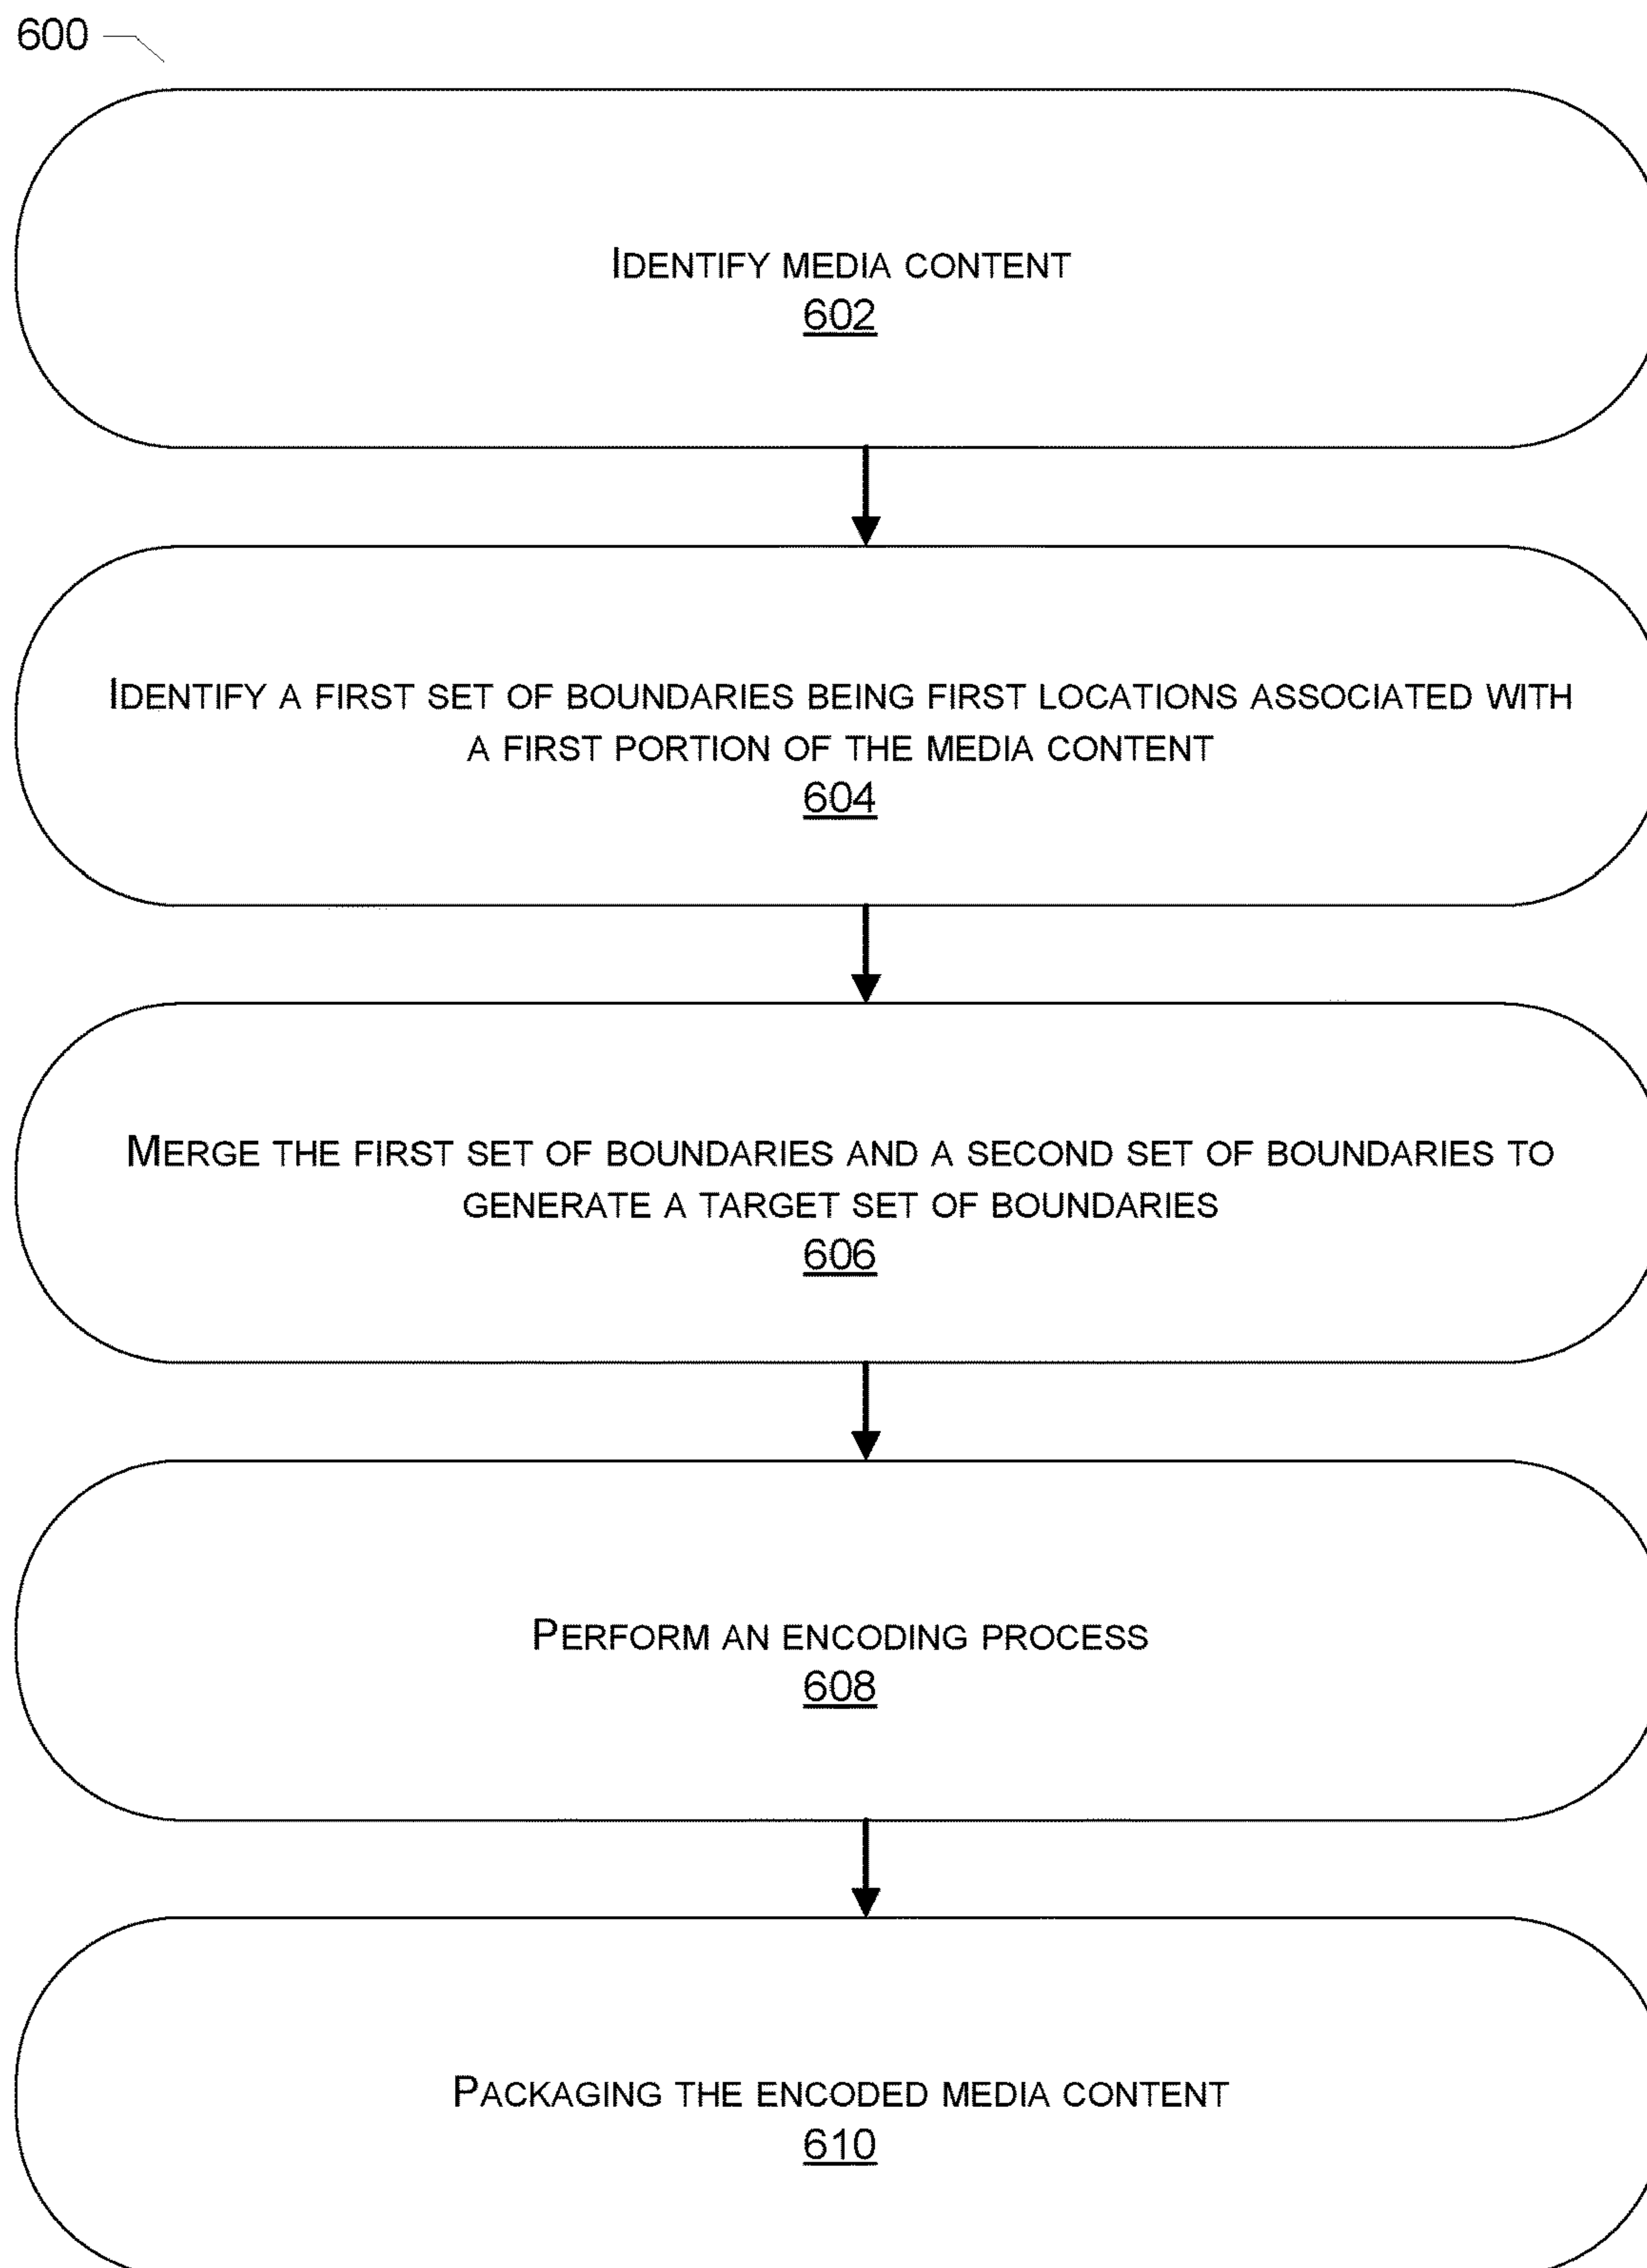 600
IDENTIFY MEDIA CONTENT
602
IDENTIFY A FIRST SET OF BOUNDARIES BEING FIRST LOCATIONS ASSOCIATED WITH
A FIRST PORTION OF THE MEDIA CONTENT
604
MERGE THE FIRST SET OF BOUNDARIES AND A SECOND SET OF BOUNDARIES TO
GENERATE A TARGET SET OF BOUNDARIES
606
PERFORM AN ENCODING PROCESS
608
PACKAGING THE ENCODED MEDIA CONTENT
610